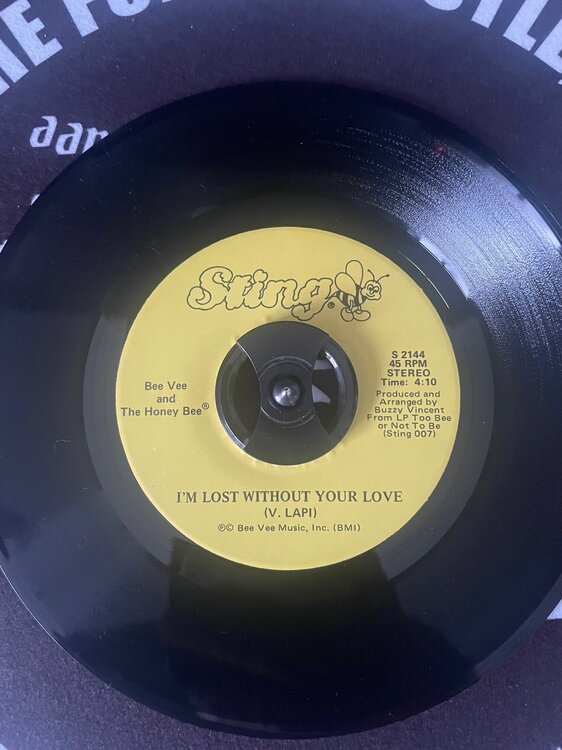 Sting®
Bee Vee
and
The Honey Bee®
S 2144
45 RPM
STEREO
Time: 4:10
Produced and
Arranged by
Buzzy Vincent
From LP Too Bee
or Not To Be
(Sting 007)
I'M LOST WITHOUT YOUR LOVE
(V. LAPI)
℗© Bee Vee Music, Inc. (BMI)